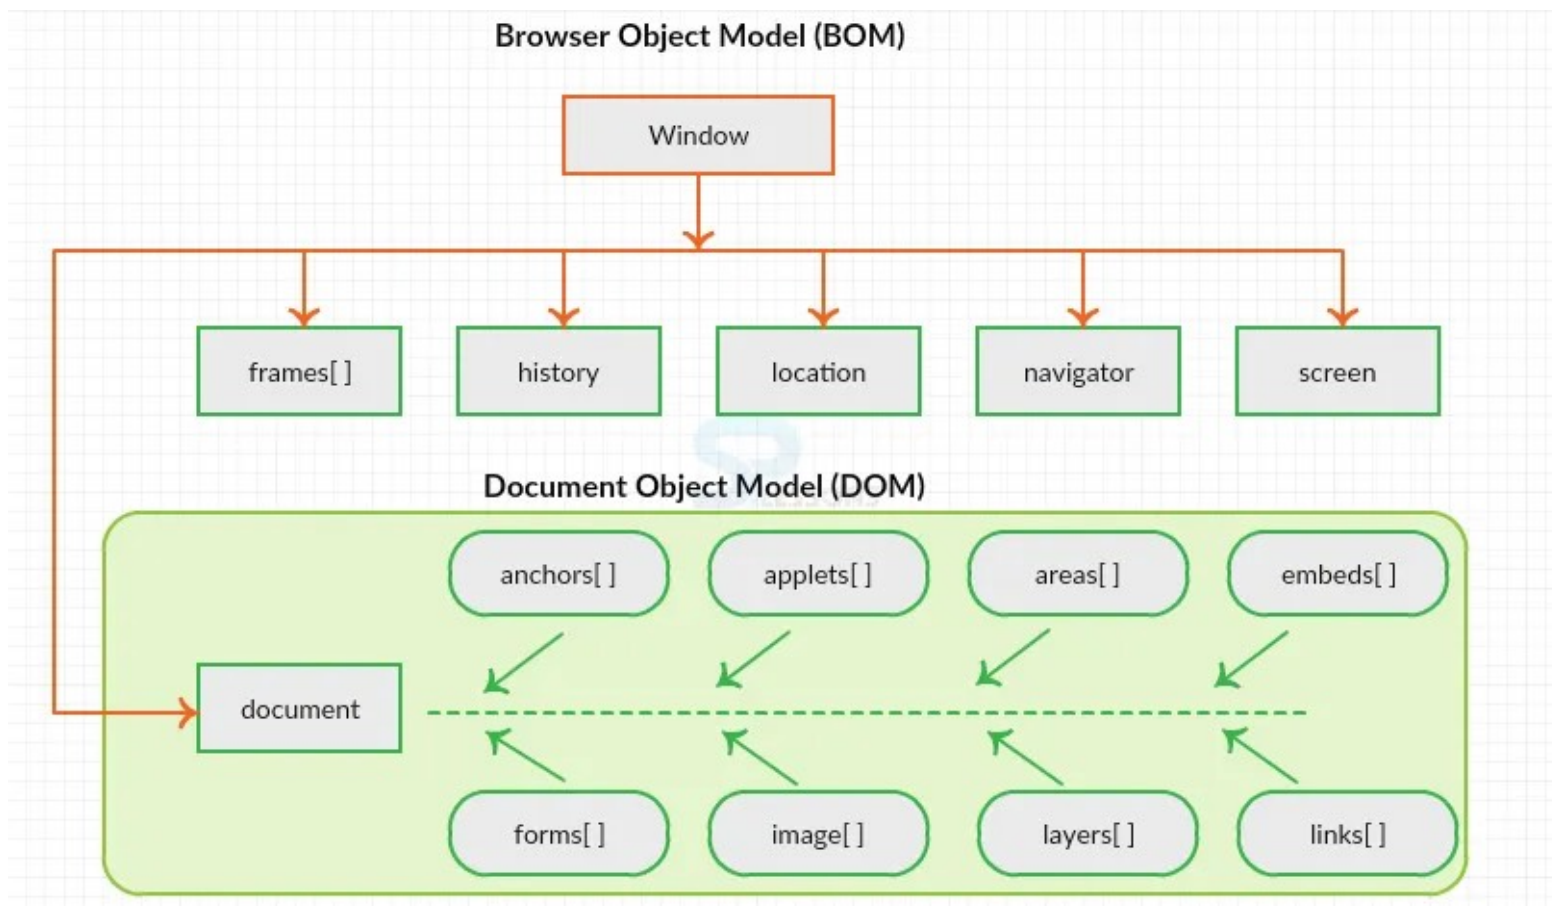 Browser Object Model (BOM)
Window
frames[ ]
history
location
navigator
screen
Document Object Model (DOM)
anchors[ ]
applets[ ]
areas[ ]
embeds[ ]
document
forms[ ]
image[ ]
layers[ ]
links[ ]